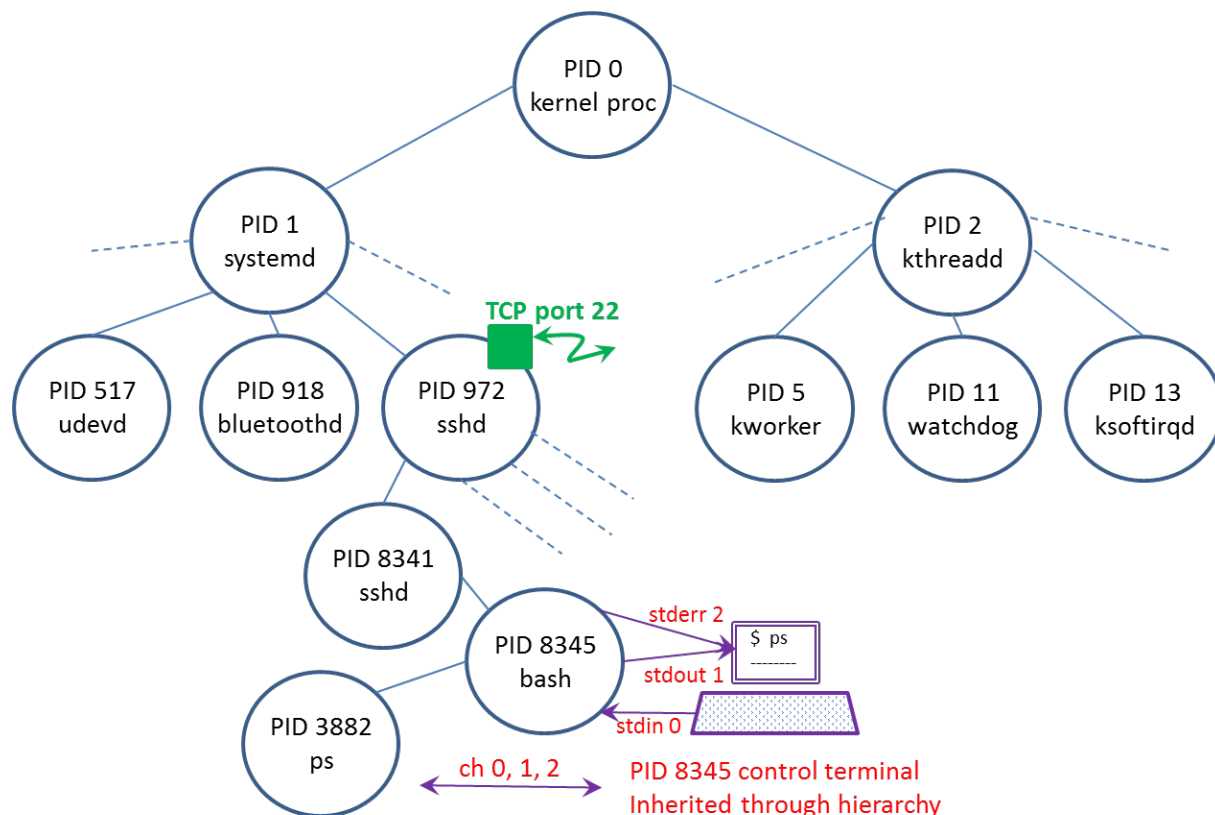 PID 0
kernel proc
PID 1
systemd
PID 2
kthreadd
TCP port 22
PID 517
udevd
PID 918
bluetoothd
PID 972
sshd
PID 5
kworker
PID 11
watchdog
PID 13
ksoftirqd
PID 8341
sshd
PID 8345
bash
stderr 2
stdout 1
stdin 0
$ ps
--------
PID 3882
ps
ch 0, 1, 2
PID 8345 control terminal
Inherited through hierarchy